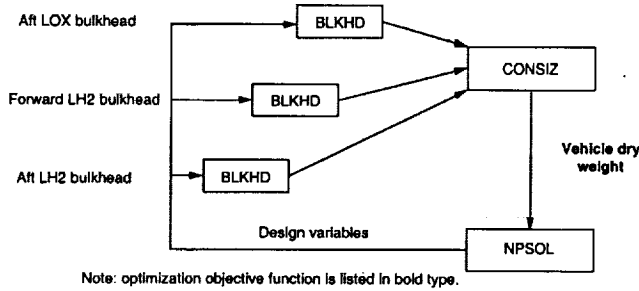 Aft LOX bulkhead
BLKHD
CONSIZ
Forward LH2 bulkhead
BLKHD
Vehicle dry
weight
Aft LH2 bulkhead
BLKHD
Design variables
NPSOL
Note: optimization objective function is listed in bold type.